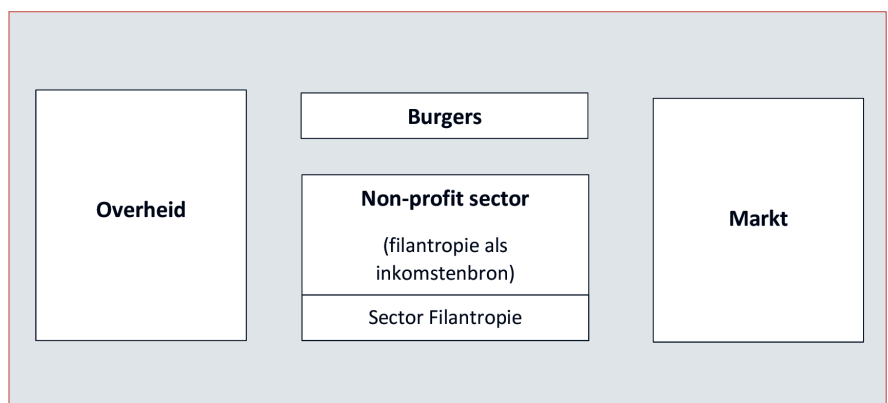 Overheid
Burgers
Non-profit sector
(filantropie als
inkomstenbron)
Sector Filantropie
Markt